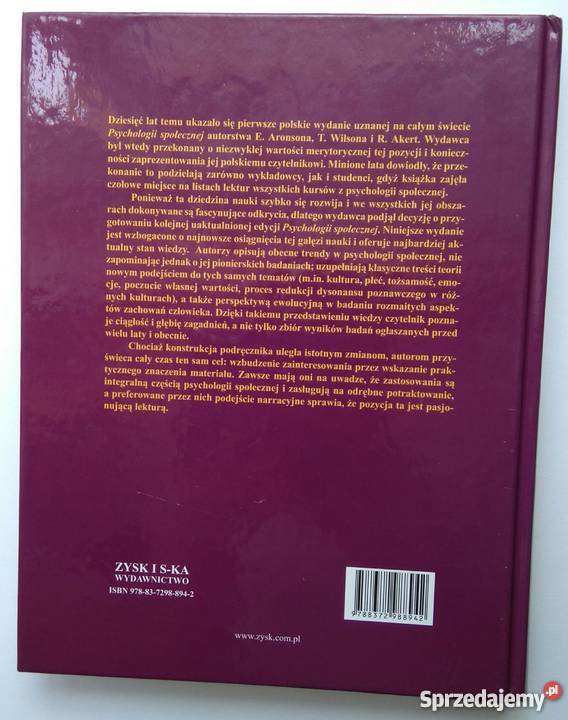 Dziesięć lat temu ukazało się pierwsze polskie wydanie uznanej na całym świecie
Psychologii społecznej autorstwa E. Aronsona, T. Wilsona i R. Akert. Wydawca
był wtedy przekonany o niezwykłej wartości merytorycznej tej pozycji i koniecz-
ności zaprezentowania jej polskiemu czytelnikowi. Minione lata dowiodły, że prze-
konanie to podzielają zarówno wykładowcy, jak i studenci, gdyż książka zajęła
czołowe miejsce na listach lektur wszystkich kursów z psychologii społecznej.
Ponieważ ta dziedzina nauki szybko się rozwija i we wszystkich jej obsza-
rach dokonywane są fascynujące odkrycia, dlatego wydawca podjął decyzję o przy-
gotowaniu kolejnej uaktualnionej edycji Psychologii społecznej. Niniejsze wydanie
jest wzbogacone o najnowsze osiągnięcia tej gałęzi nauki i oferuje najbardziej ak-
tualny stan wiedzy. Autorzy opisują obecne trendy w psychologii społecznej, nie
zapominając jednak o jej pionierskich badaniach; uzupełniają klasyczne treści teorii
nowym podejściem do tych samych tematów (m.in. kultura, płeć, tożsamość, emo-
cje, poczucie własnej wartości, proces redukcji dysonansu poznawczego w róż-
nych kulturach), a także perspektywą ewolucyjną w badaniu rozmaitych aspek-
tów zachowań człowieka. Dzięki takiemu przedstawieniu wiedzy czytelnik pozna-
je ciągłość i głębię zagadnień, a nie tylko zbiór wyników badań ogłaszanych przed
wielu laty i obecnie.
Chociaż konstrukcja podręcznika uległa istotnym zmianom, autorom przy-
świeca cały czas ten sam cel: wzbudzenie zainteresowania przez wskazanie prak-
tycznego znaczenia materiału. Zawsze mają oni na uwadze, że zastosowania są
integralną częścią psychologii społecznej i zasługują na odrębne potraktowanie,
a preferowane przez nich podejście narracyjne sprawia, że pozycja ta jest pasjo-
nującą lekturą.
ZYSK I S-KA
WYDAWNICTWO
ISBN 978-83-7298-894-2
9 788372 988942
www.zysk.com.pl
Sprzedajemy.pl